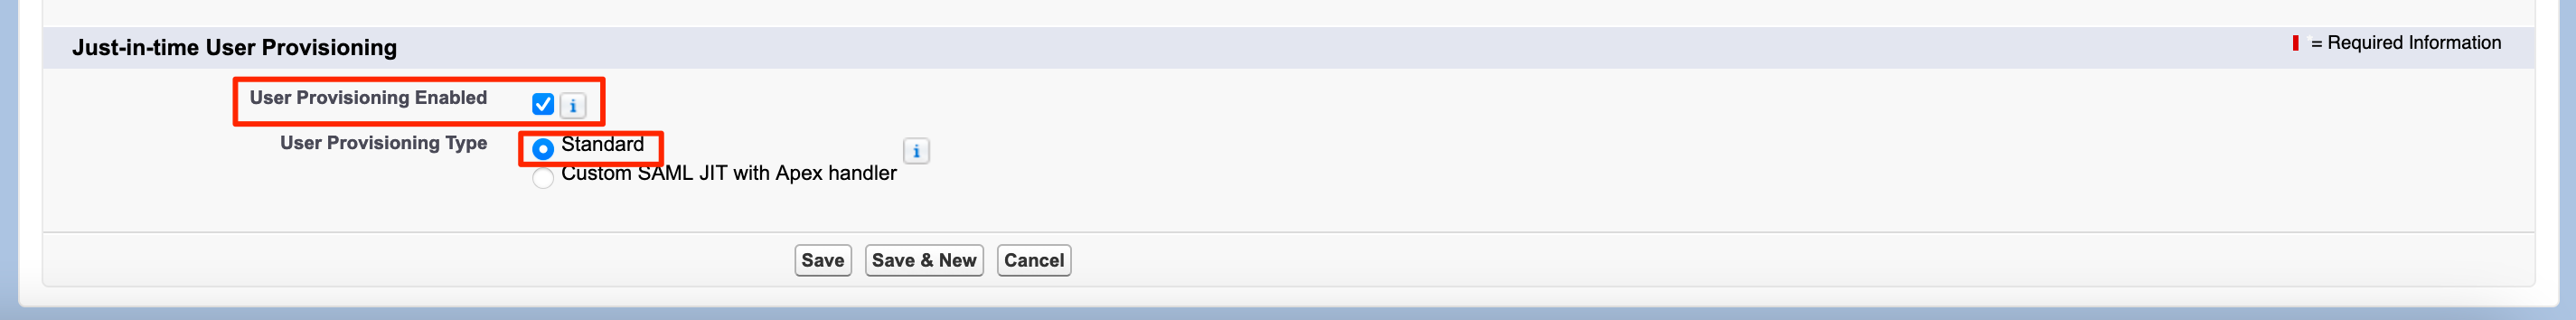 Just-in-time User Provisioning
= Required Information
User Provisioning Enabled
i
User Provisioning Type
Standard
i
Custom SAML JIT with Apex handler
Save
Save & New
Cancel